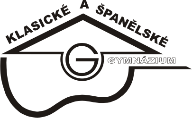 KLASICKÉ A ŠPANĚLSKÉ
G GYMNÁZIUM